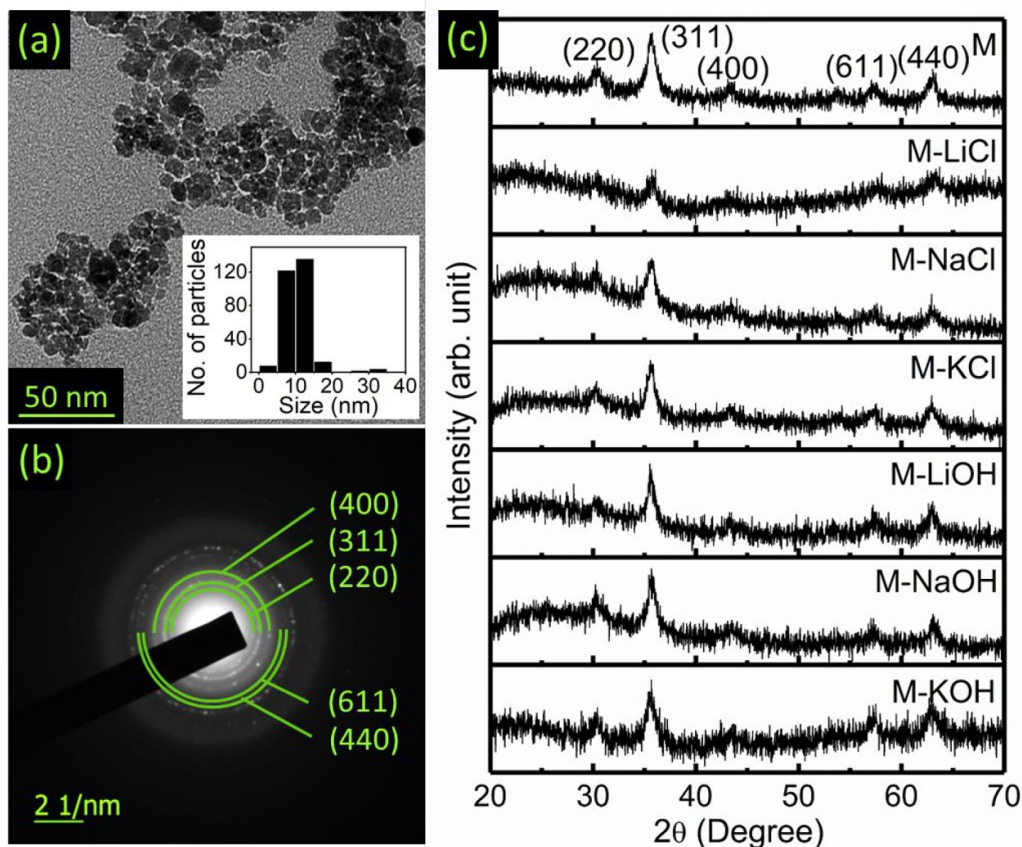 (a)
No. of particles
120
80
40
0
0 10 20 30 40
Size (nm)
50 nm
(b)
(400)
(311)
(220)
(611)
(440)
2 1/nm
(c)
Intensity (arb. unit)
(220) (311) (400) (611) (440) M
M-LiCl
M-NaCl
M-KCl
M-LiOH
M-NaOH
M-KOH
20 30 40 50 60 70
2θ (Degree)